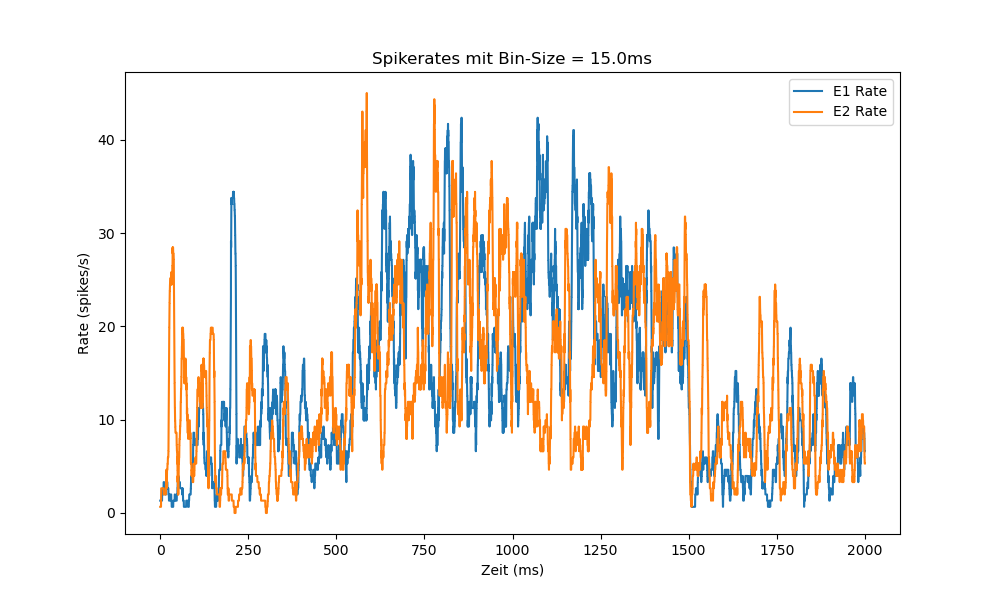 Spikerates mit Bin-Size = 15.0ms
E1 Rate
E2 Rate
Rate (spikes/s)
40
30
20
10
0
0 250 500 750 1000 1250 1500 1750 2000
Zeit (ms)